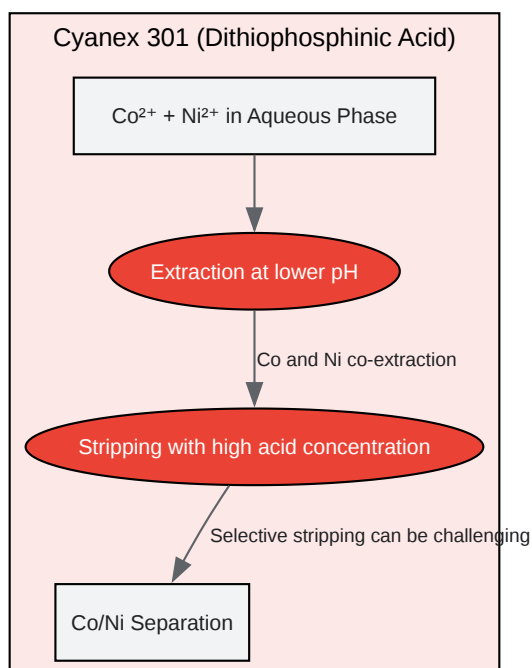 Cyanex 301 (Dithiophosphinic Acid)
Co²⁺ + Ni²⁺ in Aqueous Phase
Extraction at lower pH
Co and Ni co-extraction
Stripping with high acid concentration
Selective stripping can be challenging
Co/Ni Separation